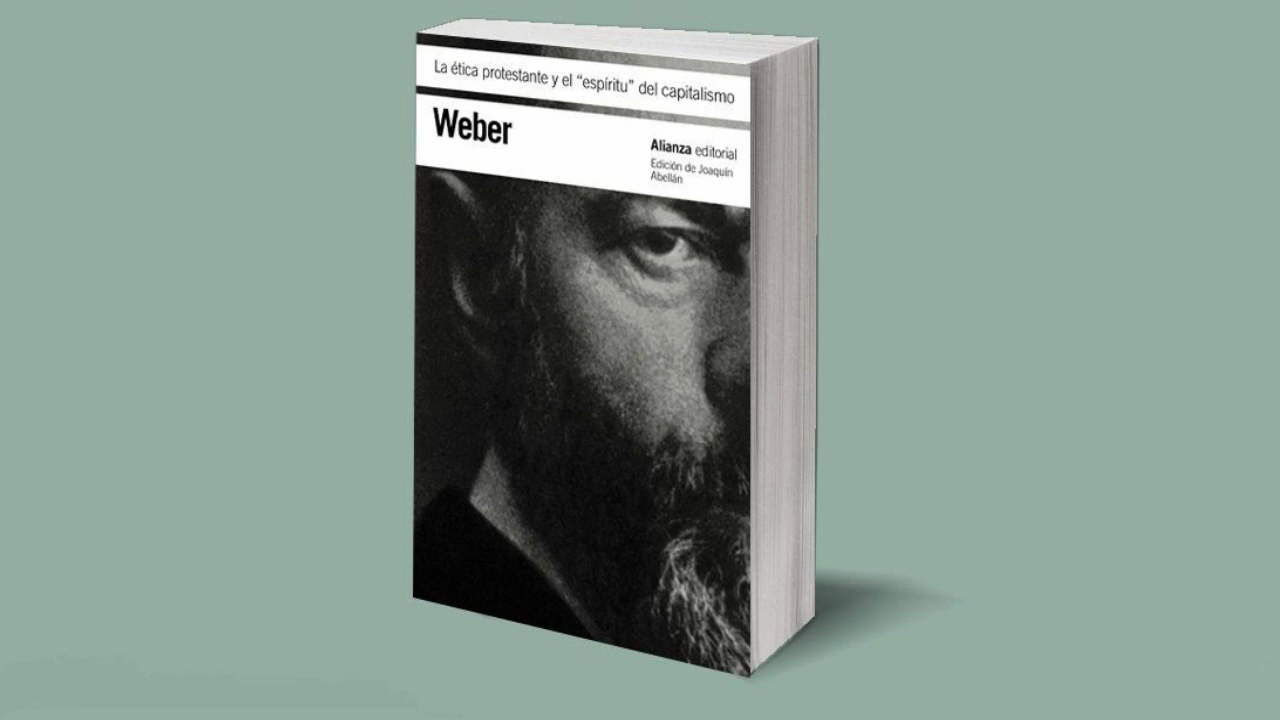 La ética protestante y el “espíritu” del capitalismo
Weber
Alianza editorial
Edición de Joaquín
Abellán